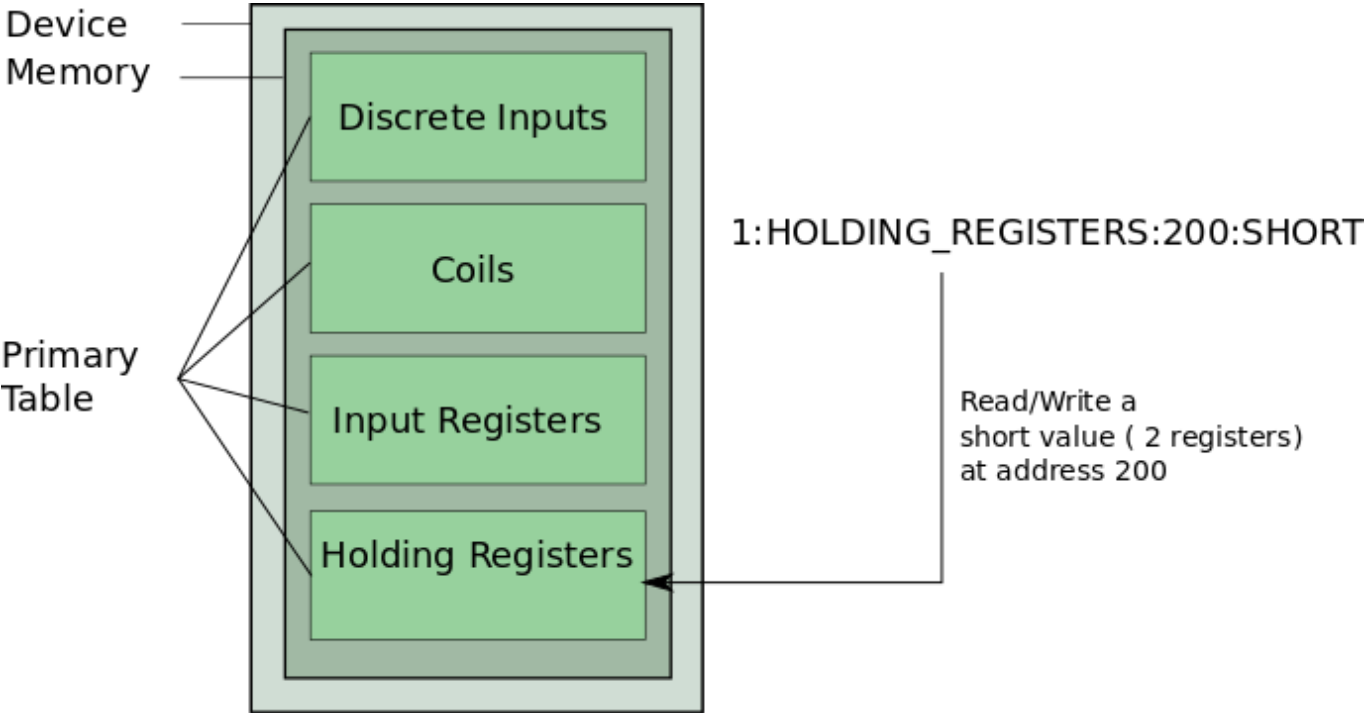 Device
Memory
Discrete Inputs
Coils
Input Registers
Holding Registers
Primary
Table
1:HOLDING_REGISTERS:200:SHORT
Read/Write a
short value ( 2 registers)
at address 200